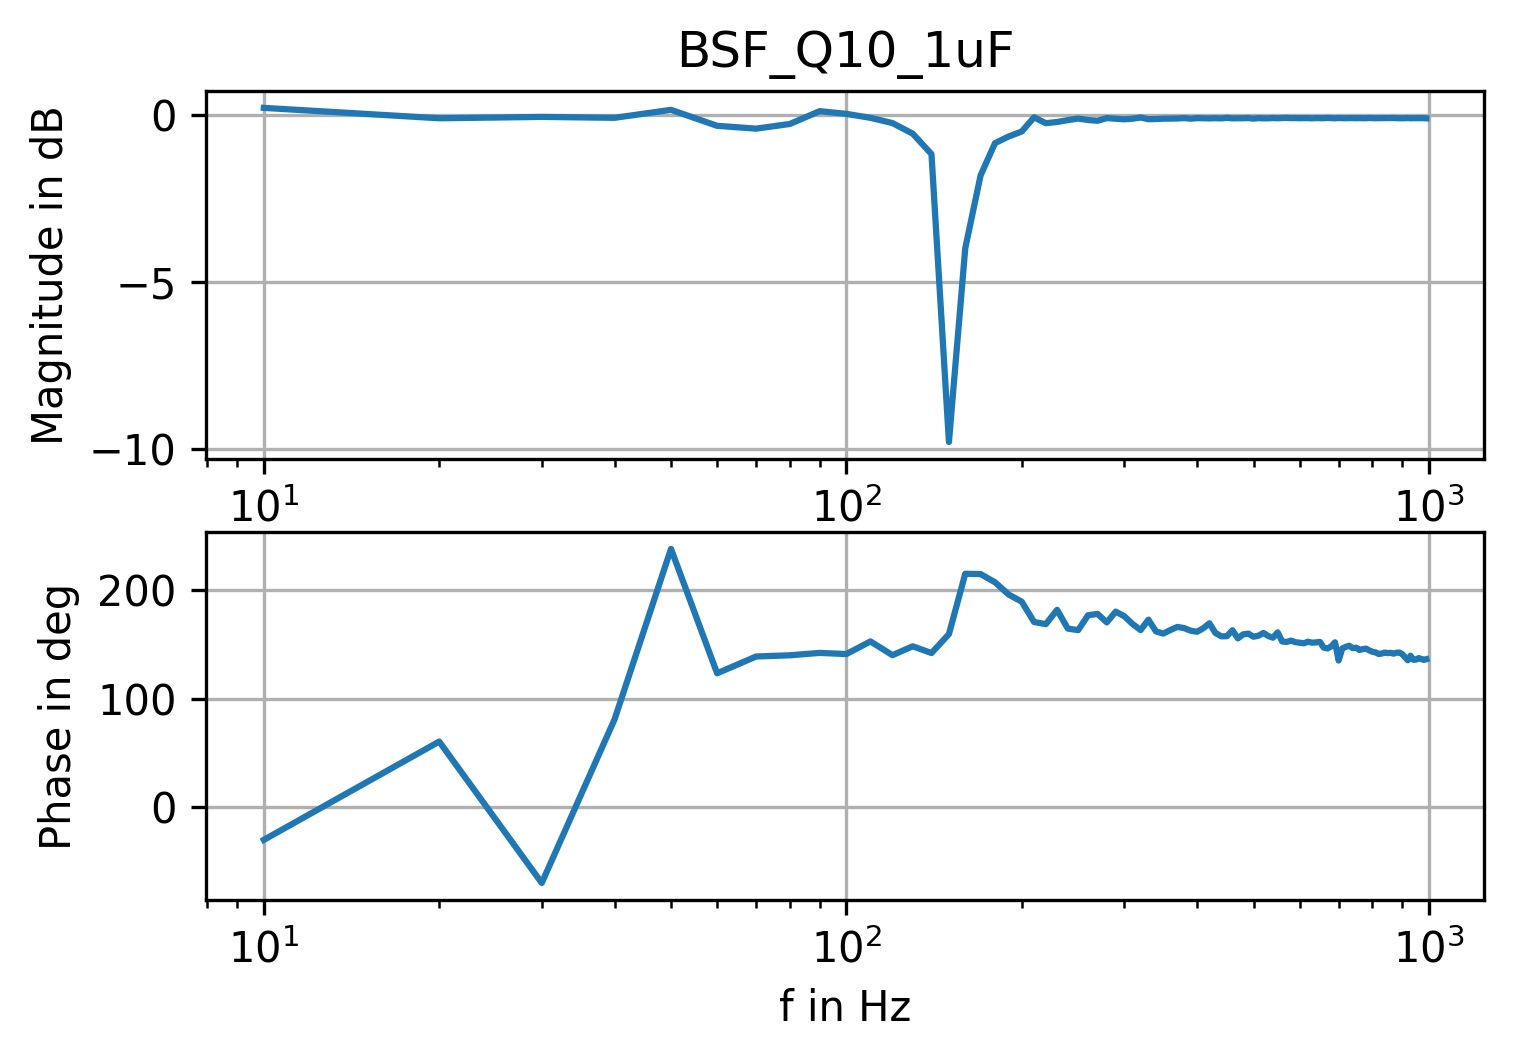 BSF_Q10_1uF
Magnitude in dB
0
−5
−10
10¹ 10² 10³
Phase in deg
200
100
0
10¹ 10² 10³
f in Hz